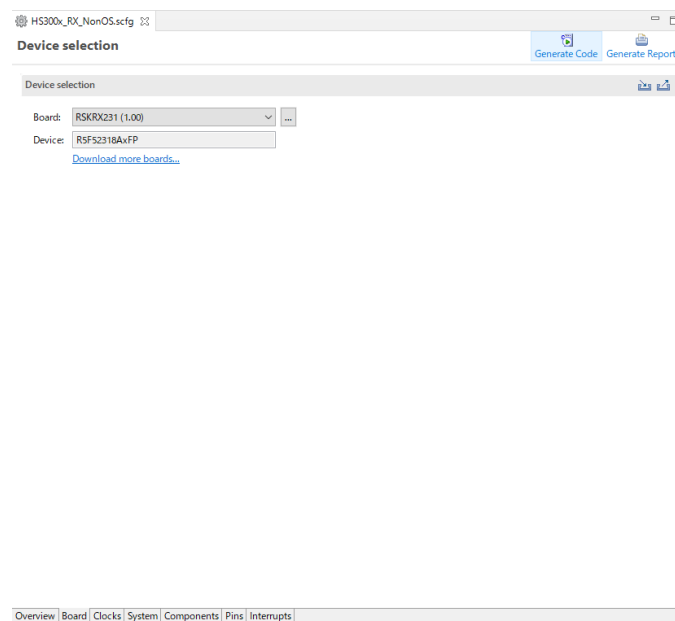 HS300x_RX_NonOS.scfg
Device selection
Generate Code Generate Report
Device selection
Board: RSKRX231 (1.00) ...
Device: R5F52318AxFP
Download more boards...
Overview Board Clocks System Components Pins Interrupts